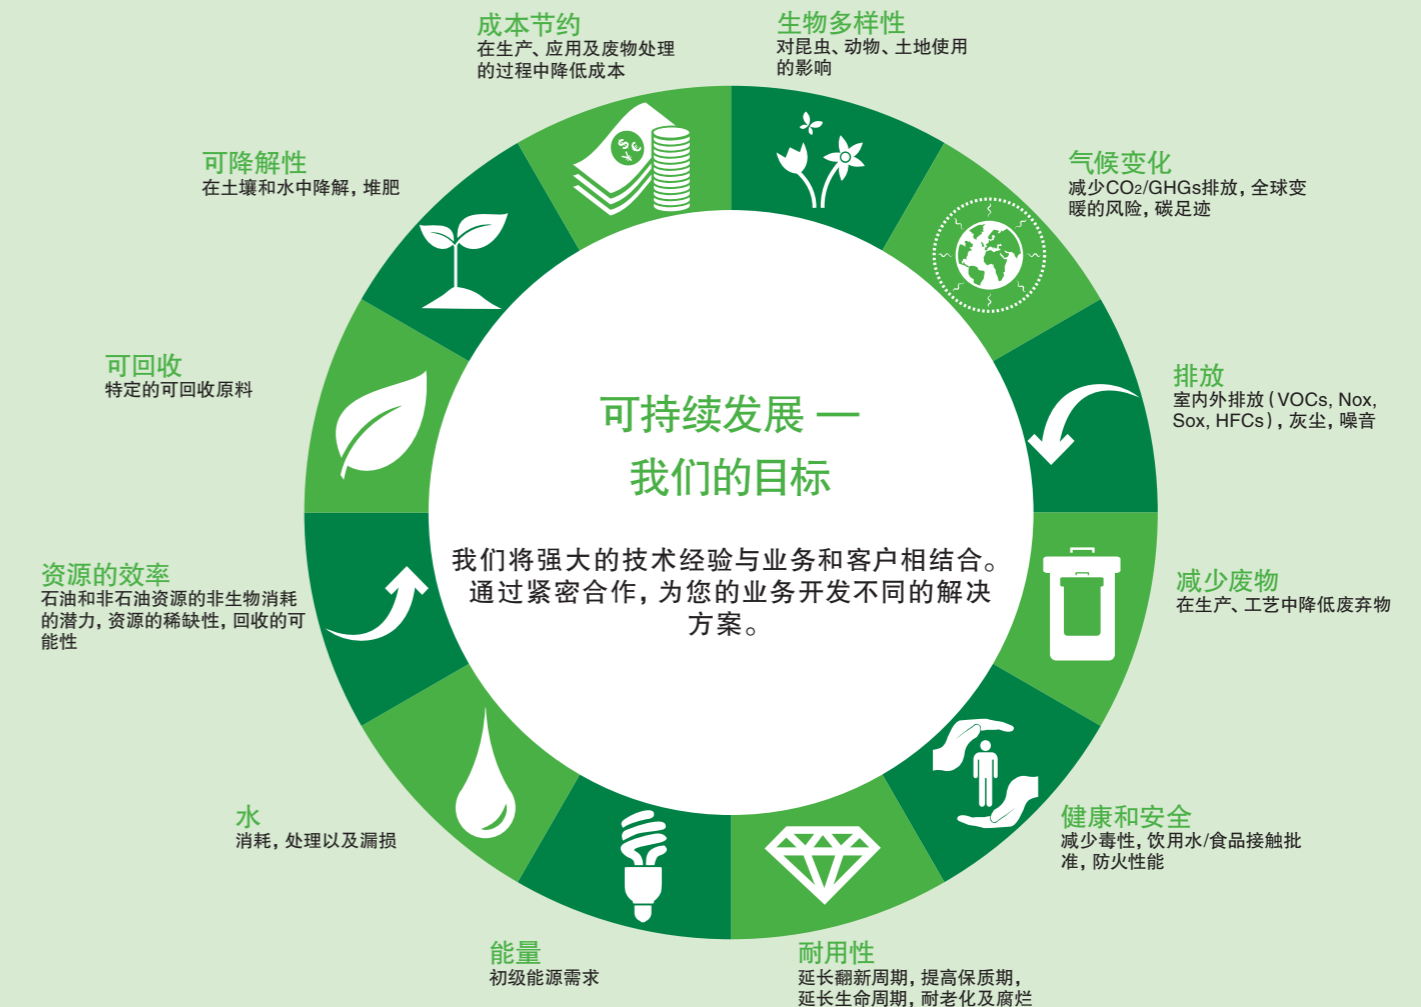 成本节约
在生产、应用及废物处理
的过程中降低成本
生物多样性
对昆虫、动物、土地使用
的影响
可降解性
在土壤和水中降解，堆肥
气候变化
减少CO2/GHGs排放，全球变
暖的风险，碳足迹
可回收
特定的可回收原料
排放
室内外排放（VOCs, Nox,
Sox, HFCs），灰尘，噪音
可持续发展 —
我们的目标
我们将强大的技术经验与业务和客户相结合。
通过紧密合作，为您的业务开发不同的解决
方案。
资源的效率
石油和非石油资源的非生物消耗
的潜力，资源的稀缺性，回收的可
能性
减少废物
在生产、工艺中降低废弃物
水
消耗，处理以及漏损
健康和安全
减少毒性，饮用水/食品接触批
准，防火性能
能量
初级能源需求
耐用性
延长翻新周期，提高保质期，
延长生命周期，耐老化及腐烂
$ € ¥